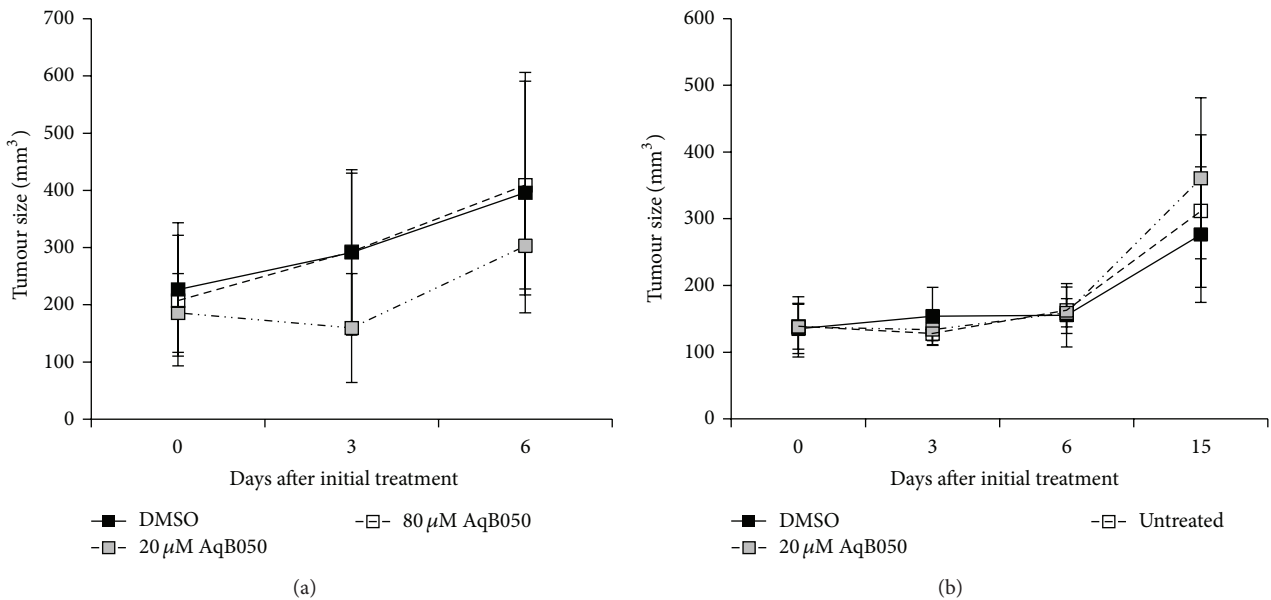 700
600
500
400
300
200
100
0
Tumour size (mm³)
0 3 6
Days after initial treatment
DMSO
20 µM AqB050
80 µM AqB050
(a)
600
500
400
300
200
100
0
Tumour size (mm³)
0 3 6 15
Days after initial treatment
DMSO
20 µM AqB050
Untreated
(b)